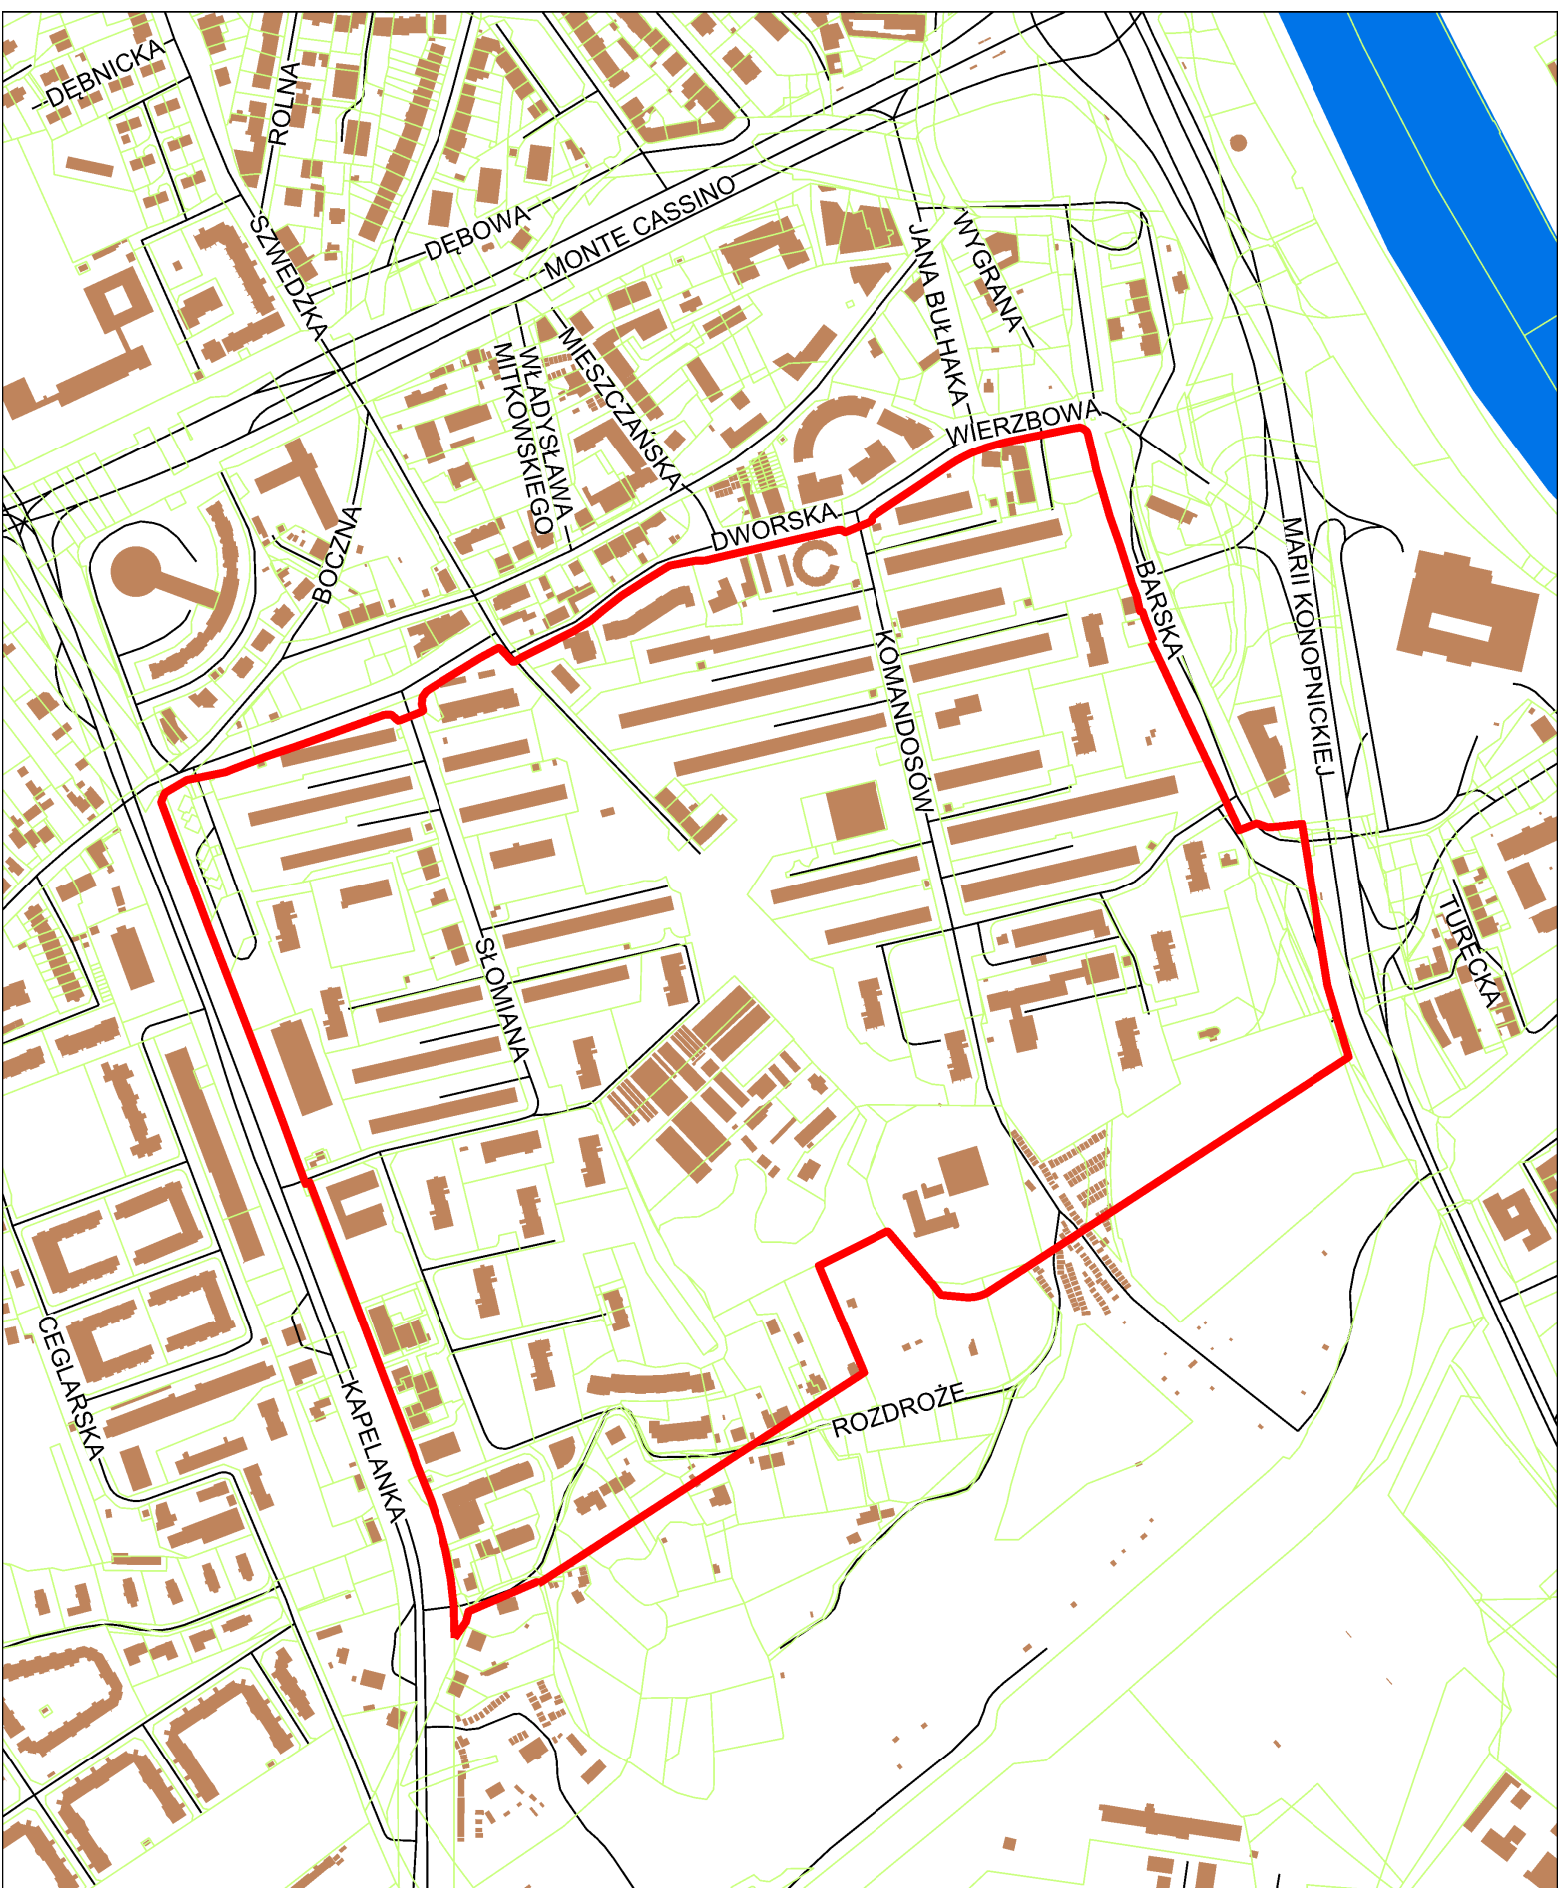 DĘBNICKA
ROLNA
SZWEDZKA
DĘBOWA
MONTE CASSINO
WYGRANA
JANA BUŁHAKA
MIESZCZAŃSKA
WŁADYSŁAWA
MITKOWSKIEGO
WIERZBOWA
BOCZNA
DWORSKA
BARSKA
MARII KONOPNICKIEJ
KOMANDOSÓW
SŁOMIANA
TURECKA
CEGLARSKA
KAPELANKA
ROZDROŻE